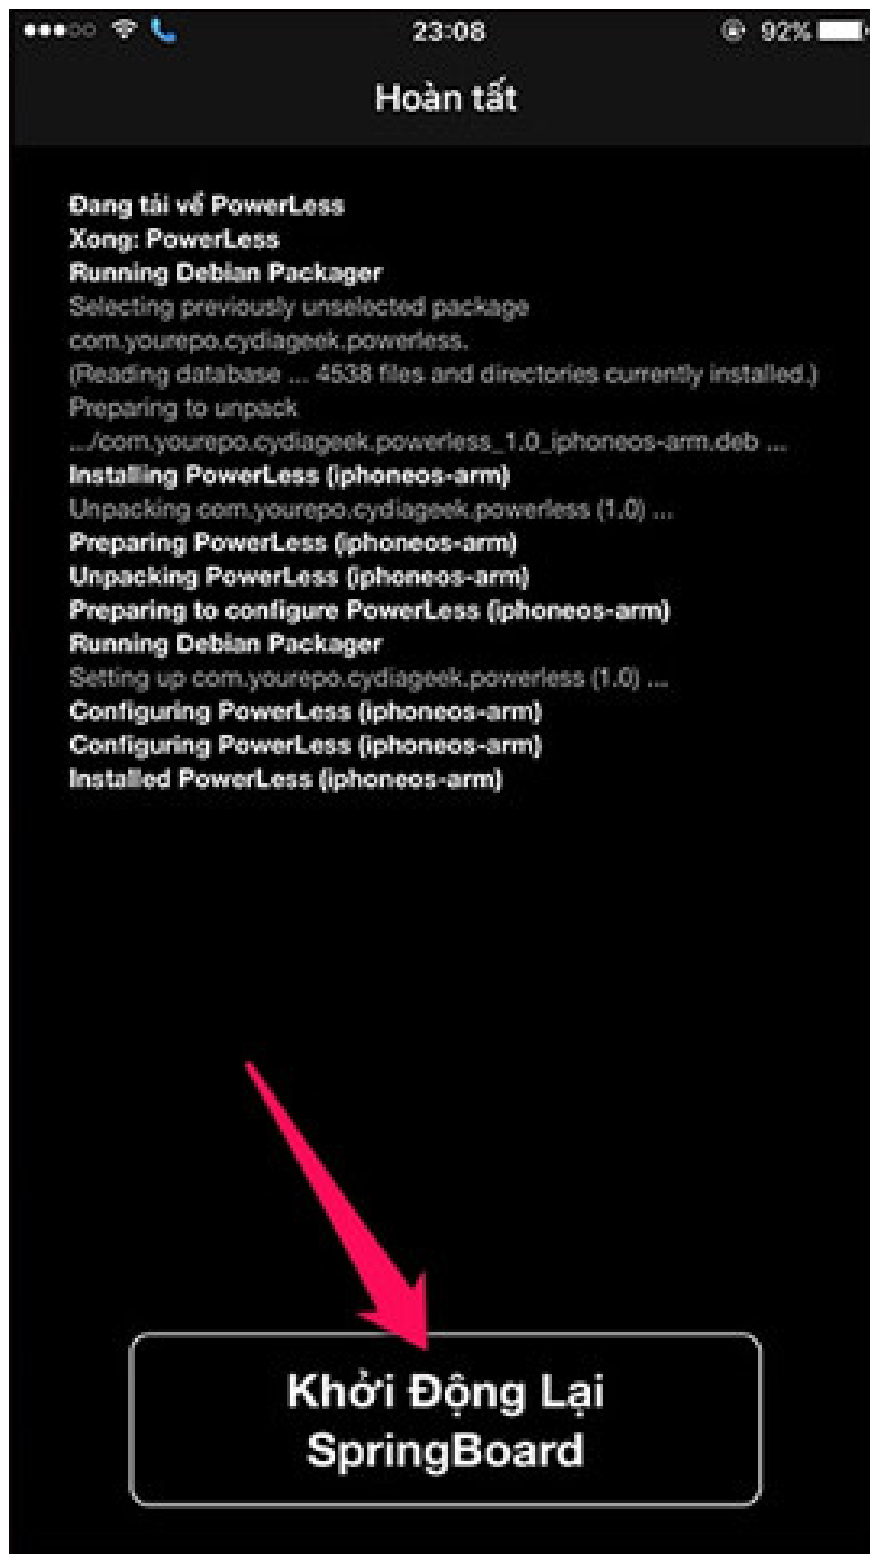 23:08
92%
Hoàn tất
Đang tải về PowerLess
Xong: PowerLess
Running Debian Packager
Selecting previously unselected package
com.yourepo.cydiageek.powerless.
(Reading database ... 4538 files and directories currently installed.)
Preparing to unpack
.../com.yourepo.cydiageek.powerless_1.0_iphoneos-arm.deb ...
Installing PowerLess (iphoneos-arm)
Unpacking com.yourepo.cydiageek.powerless (1.0) ...
Preparing PowerLess (iphoneos-arm)
Unpacking PowerLess (iphoneos-arm)
Preparing to configure PowerLess (iphoneos-arm)
Running Debian Packager
Setting up com.yourepo.cydiageek.powerless (1.0) ...
Configuring PowerLess (iphoneos-arm)
Configuring PowerLess (iphoneos-arm)
Installed PowerLess (iphoneos-arm)
Khởi Động Lại
SpringBoard